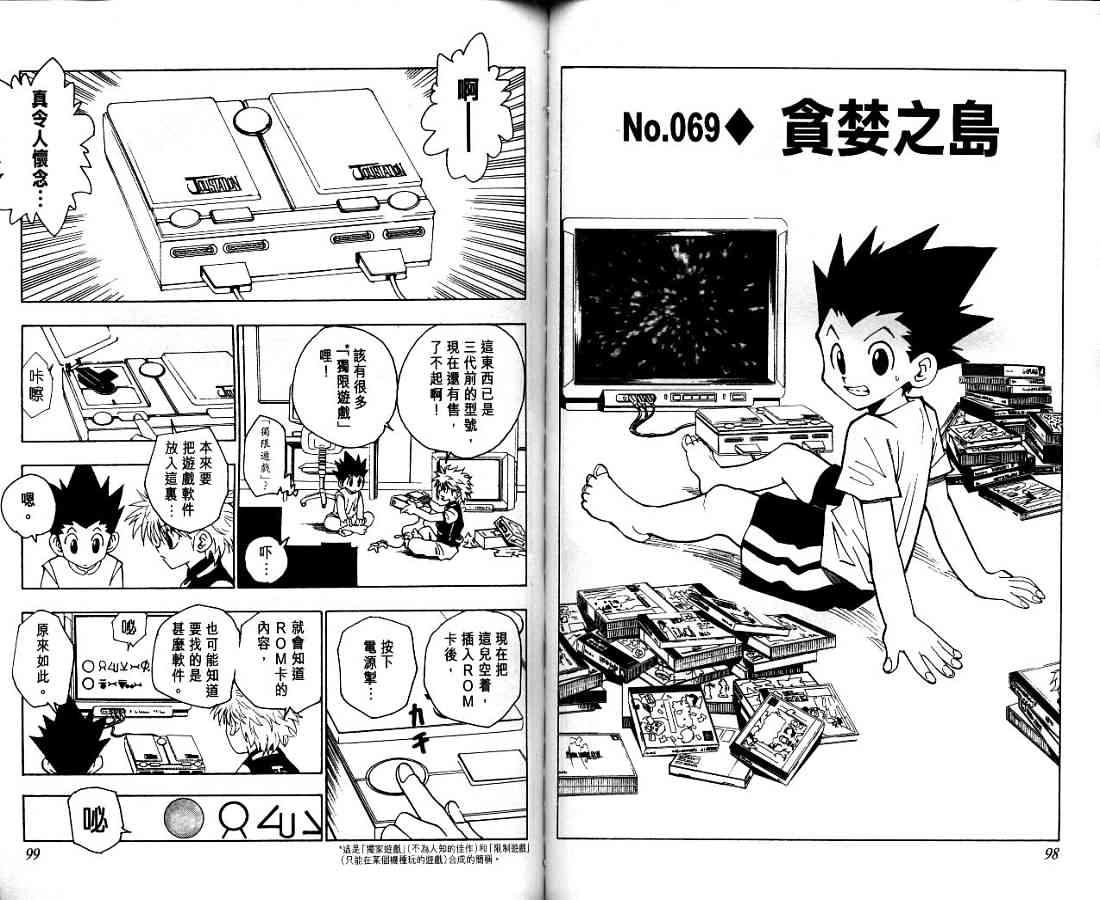 No.069◆ 貪婪之島
98
啊——
真令人懷念…
JOYSTATION
JOYSTATION
這東西已是
三代前的型號，
現在還有售，
了不起啊！
該有很多
*「獨限遊戲」
哩！
「獨限遊戲」？
吓…
咔嚓
本來要
把遊戲軟件
放入這裏…
嗯。
現在把
這兒空着，
插入ROM
卡後，
按下
電源掣…
カチ
就會知道
ROM卡的
內容，
也可能知道
要找的是
甚麼軟件。
嘧
原來如此。
嘧
*這是「獨家遊戲」（不為人知的佳作）和「限制遊戲」
（只能在某個機種玩的遊戲）合成的簡稱。
99